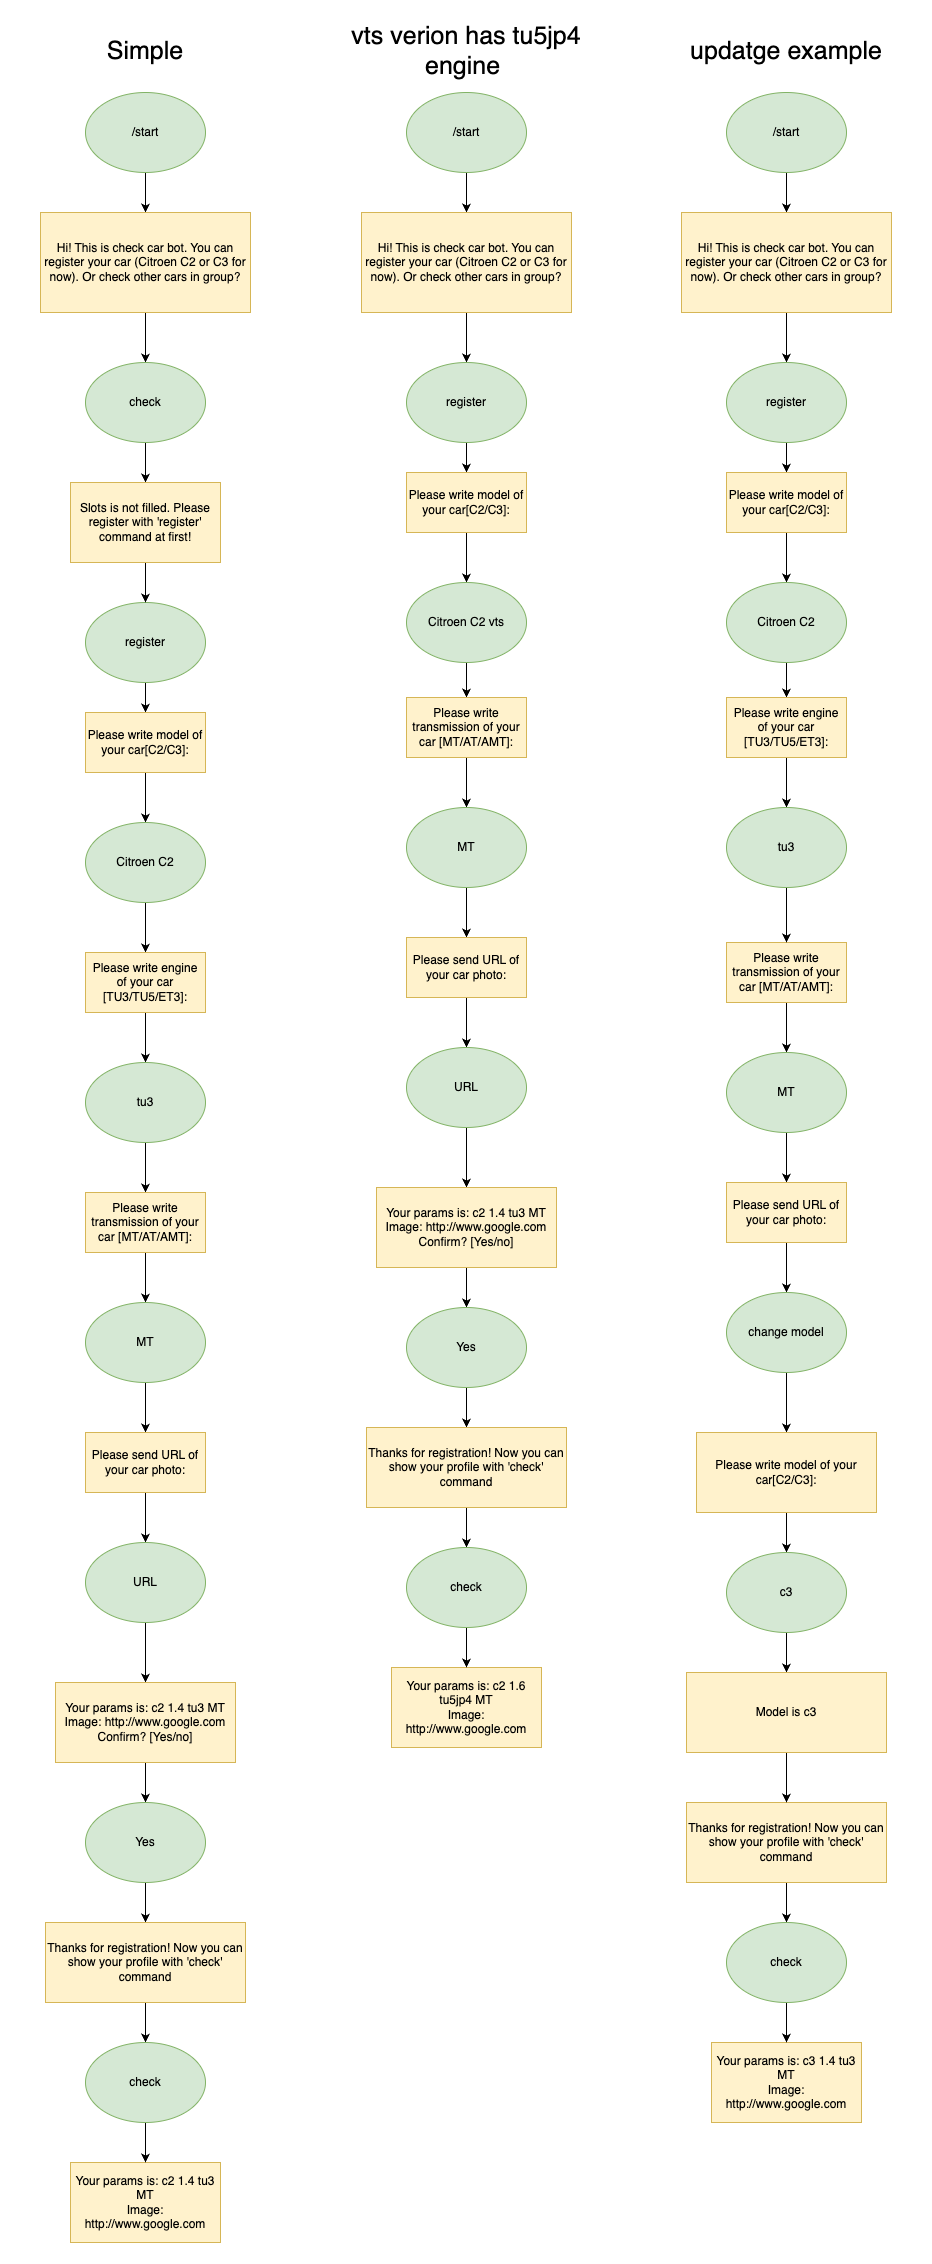 Simple
/start
Hi! This is check car bot. You can
register your car (Citroen C2 or C3 for
now). Or check other cars in group?
check
Slots is not filled. Please
register with 'register'
command at first!
register
Please write model of
your car[C2/C3]:
Citroen C2
Please write engine
of your car
[TU3/TU5/ET3]:
tu3
Please write
transmission of your
car [MT/AT/AMT]:
MT
Please send URL of
your car photo:
URL
Your params is: c2 1.4 tu3 MT
Image: http://www.google.com
Confirm? [Yes/no]
Yes
Thanks for registration! Now you can
show your profile with 'check'
command
check
Your params is: c2 1.4 tu3
MT
Image:
http://www.google.com
vts verion has tu5jp4
engine
/start
Hi! This is check car bot. You can
register your car (Citroen C2 or C3 for
now). Or check other cars in group?
register
Please write model of
your car[C2/C3]:
Citroen C2 vts
Please write
transmission of your
car [MT/AT/AMT]:
MT
Please send URL of
your car photo:
URL
Your params is: c2 1.4 tu3 MT
Image: http://www.google.com
Confirm? [Yes/no]
Yes
Thanks for registration! Now you can
show your profile with 'check'
command
check
Your params is: c2 1.6
tu5jp4 MT
Image:
http://www.google.com
updatge example
/start
Hi! This is check car bot. You can
register your car (Citroen C2 or C3 for
now). Or check other cars in group?
register
Please write model of
your car[C2/C3]:
Citroen C2
Please write engine
of your car
[TU3/TU5/ET3]:
tu3
Please write
transmission of your
car [MT/AT/AMT]:
MT
Please send URL of
your car photo:
change model
Please write model of your
car[C2/C3]:
c3
Model is c3
Thanks for registration! Now you can
show your profile with 'check'
command
check
Your params is: c3 1.4 tu3
MT
Image:
http://www.google.com